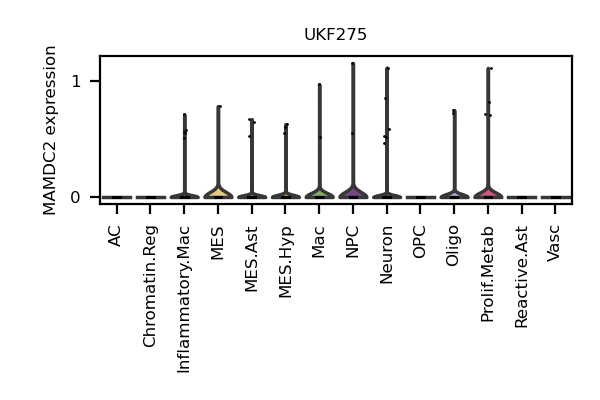 UKF275
MAMDC2 expression
1
0
AC
Chromatin.Reg
Inflammatory.Mac
MES
MES.Ast
MES.Hyp
Mac
NPC
Neuron
OPC
Oligo
Prolif.Metab
Reactive.Ast
Vasc